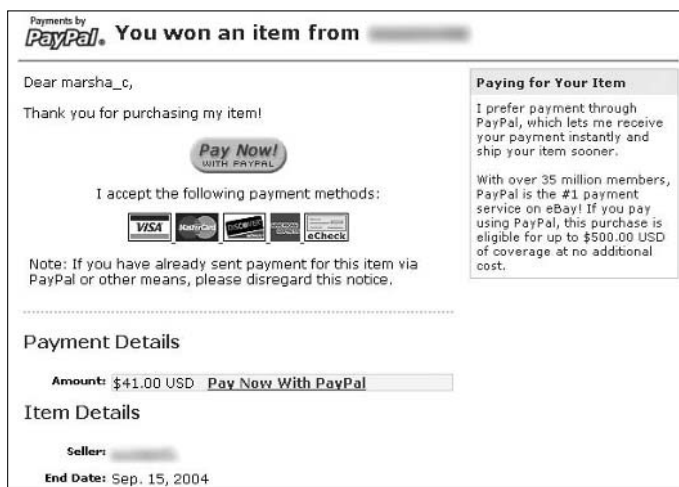 Payments by
PayPal. You won an item from
Dear marsha_c,
Thank you for purchasing my item!
Pay Now!
WITH PAYPAL
I accept the following payment methods:
VISA MasterCard DISCOVER eCheck
Note: If you have already sent payment for this item via
PayPal or other means, please disregard this notice.
Payment Details
Amount: $41.00 USD Pay Now With PayPal
Item Details
Seller:
End Date: Sep. 15, 2004
Paying for Your Item
I prefer payment through
PayPal, which lets me receive
your payment instantly and
ship your item sooner.
With over 35 million members,
PayPal is the #1 payment
service on eBay! If you pay
using PayPal, this purchase is
eligible for up to $500.00 USD
of coverage at no additional
cost.